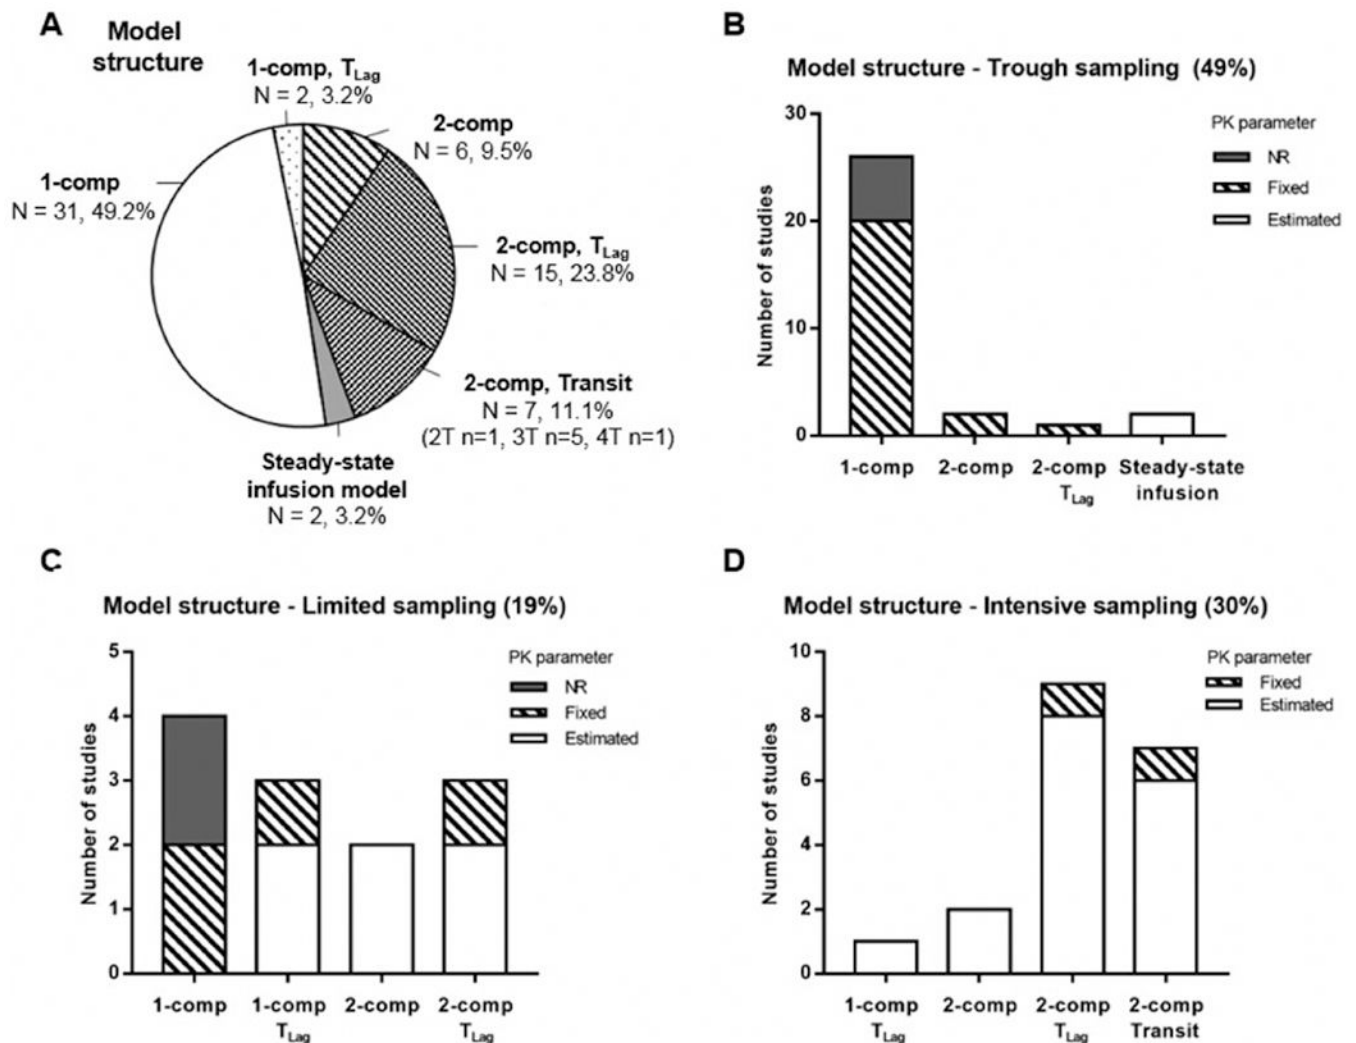 A
Model
structure
1-comp, TLag
N = 2, 3.2%
2-comp
N = 6, 9.5%
1-comp
N = 31, 49.2%
2-comp, TLag
N = 15, 23.8%
2-comp, Transit
N = 7, 11.1%
(2T n=1, 3T n=5, 4T n=1)
Steady-state
infusion model
N = 2, 3.2%
B
Model structure - Trough sampling (49%)
PK parameter
NR
Fixed
Estimated
Number of studies
30
20
10
0
1-comp
2-comp
2-comp
TLag
Steady-state
infusion
C
Model structure - Limited sampling (19%)
PK parameter
NR
Fixed
Estimated
Number of studies
5
4
3
2
1
0
1-comp
1-comp
TLag
2-comp
2-comp
TLag
D
Model structure - Intensive sampling (30%)
PK parameter
Fixed
Estimated
Number of studies
10
8
6
4
2
0
1-comp
TLag
2-comp
2-comp
TLag
2-comp
Transit